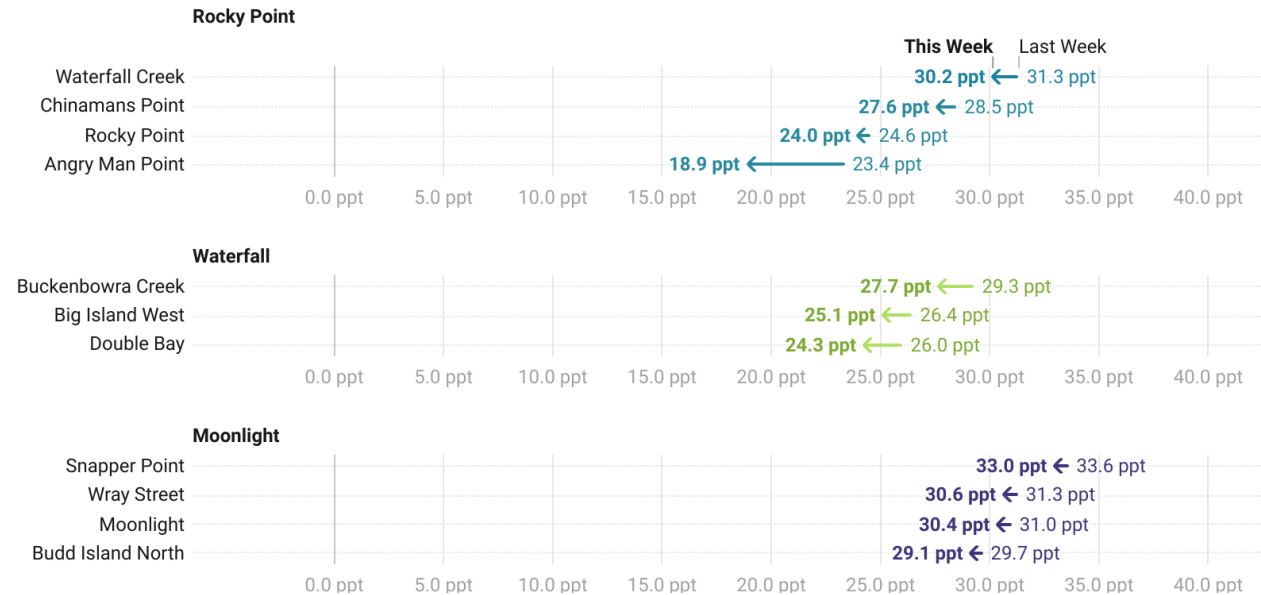 Rocky Point
This Week Last Week
Waterfall Creek 30.2 ppt 31.3 ppt
Chinamans Point 27.6 ppt 28.5 ppt
Rocky Point 24.0 ppt 24.6 ppt
Angry Man Point 18.9 ppt 23.4 ppt
0.0 ppt 5.0 ppt 10.0 ppt 15.0 ppt 20.0 ppt 25.0 ppt 30.0 ppt 35.0 ppt 40.0 ppt
Waterfall
Buckenbowra Creek 27.7 ppt 29.3 ppt
Big Island West 25.1 ppt 26.4 ppt
Double Bay 24.3 ppt 26.0 ppt
0.0 ppt 5.0 ppt 10.0 ppt 15.0 ppt 20.0 ppt 25.0 ppt 30.0 ppt 35.0 ppt 40.0 ppt
Moonlight
Snapper Point 33.0 ppt 33.6 ppt
Wray Street 30.6 ppt 31.3 ppt
Moonlight 30.4 ppt 31.0 ppt
Budd Island North 29.1 ppt 29.7 ppt
0.0 ppt 5.0 ppt 10.0 ppt 15.0 ppt 20.0 ppt 25.0 ppt 30.0 ppt 35.0 ppt 40.0 ppt